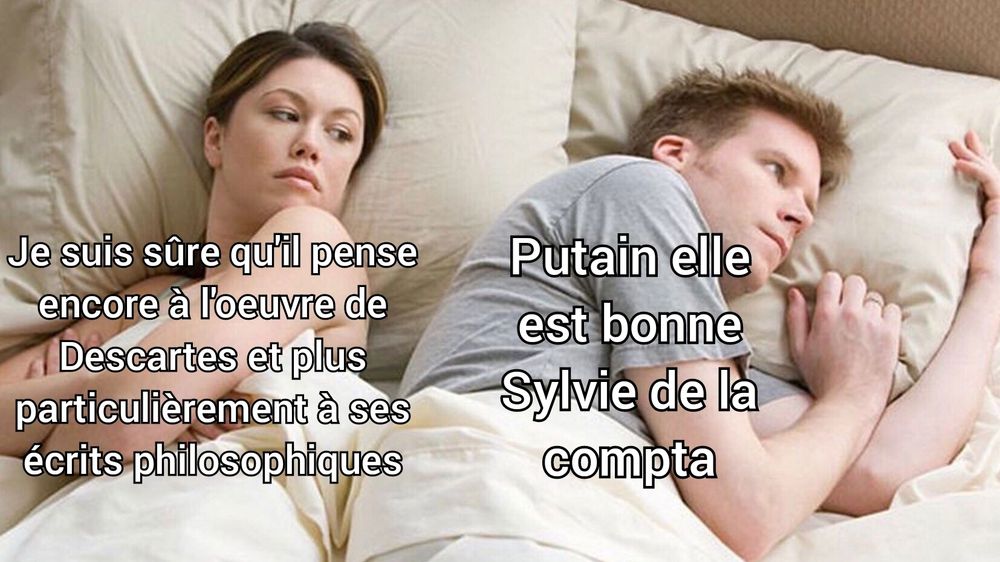 Je suis sûre qu'il pense
encore à l'oeuvre de
Descartes et plus
particulièrement à ses
écrits philosophiques
Putain elle
est bonne
Sylvie de la
compta